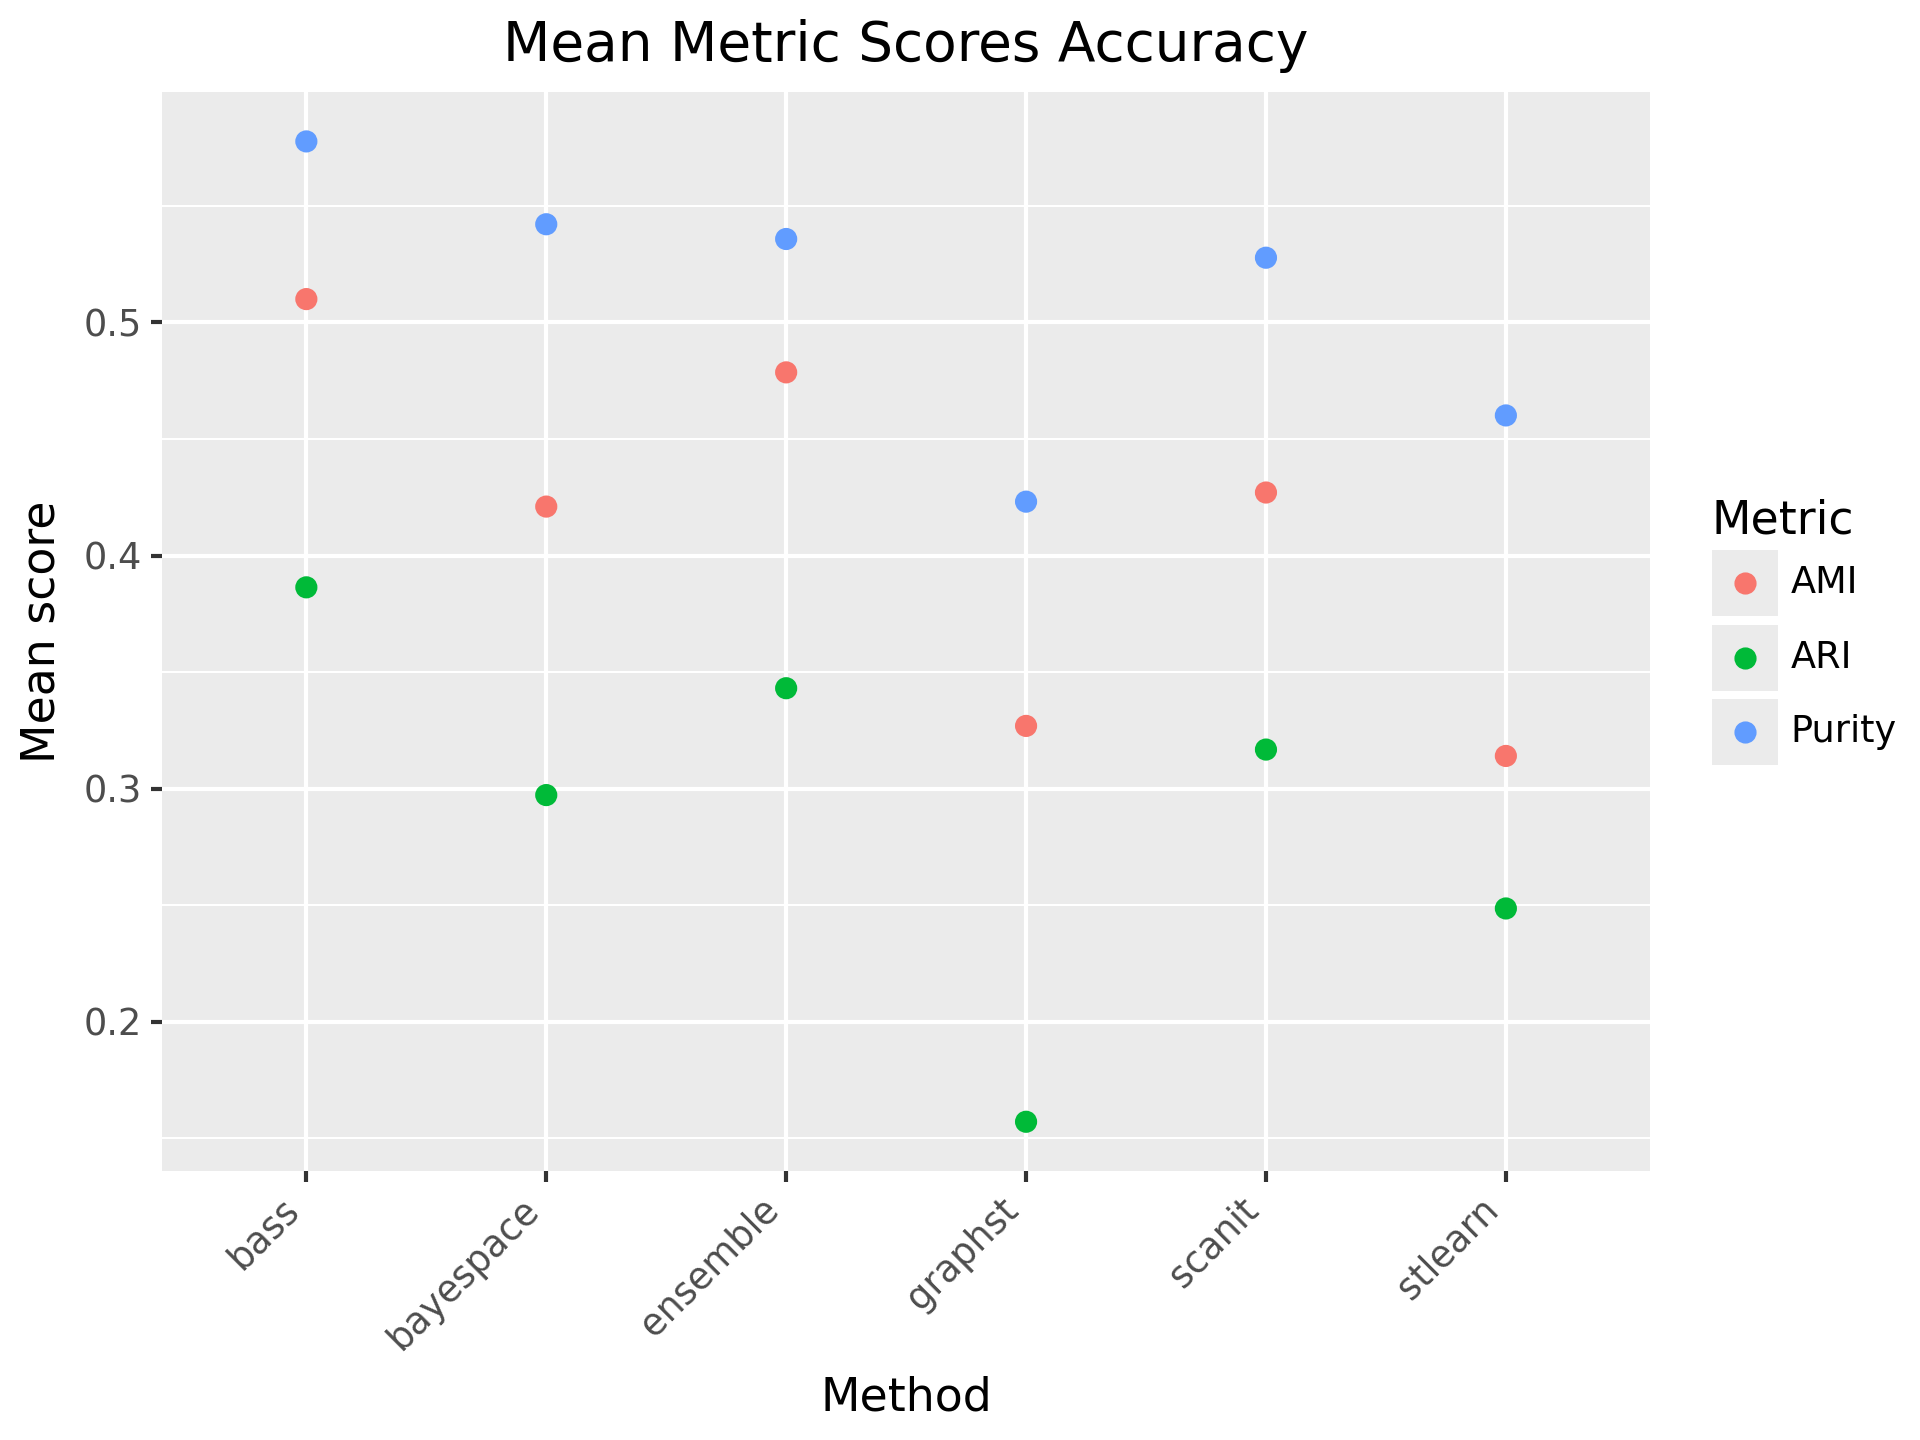 Mean Metric Scores Accuracy
Mean score
0.5
0.4
0.3
0.2
bass
bayespace
ensemble
graphst
scanit
stlearn
Method
Metric
AMI
ARI
Purity